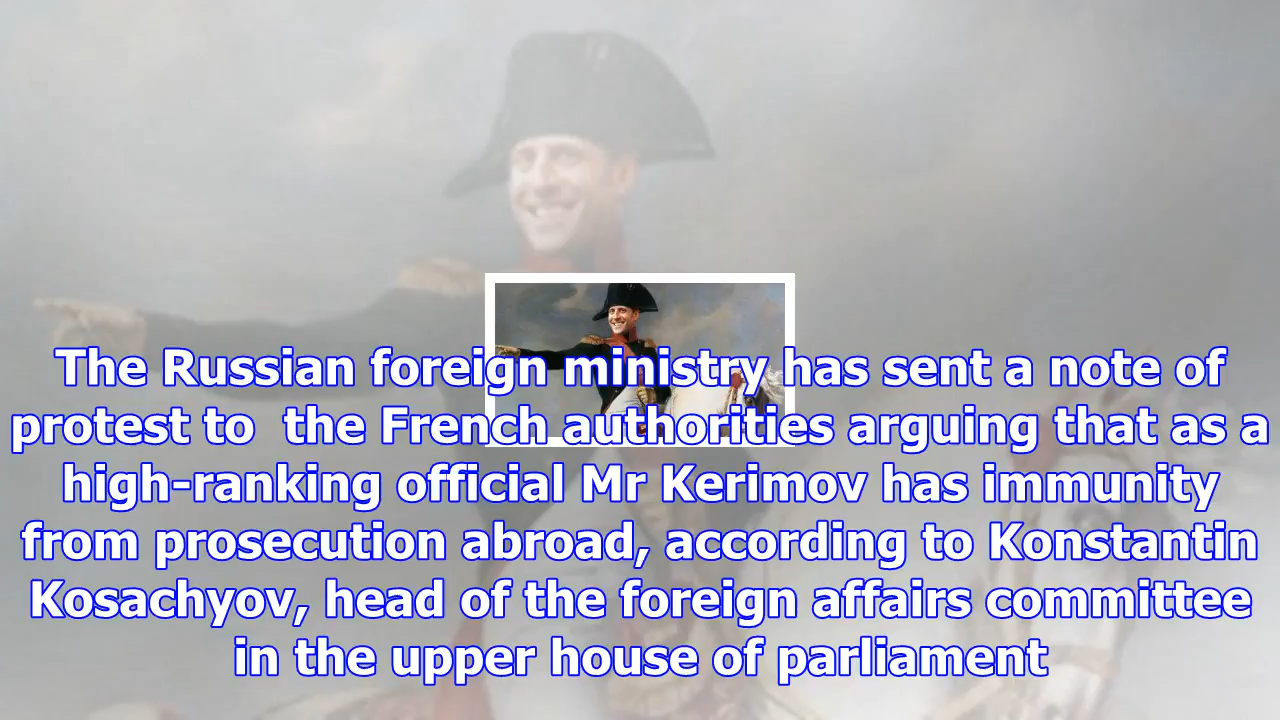 The Russian foreign ministry has sent a note of
protest to  the French authorities arguing that as a
high-ranking official Mr Kerimov has immunity
from prosecution abroad, according to Konstantin
Kosachyov, head of the foreign affairs committee
in the upper house of parliament